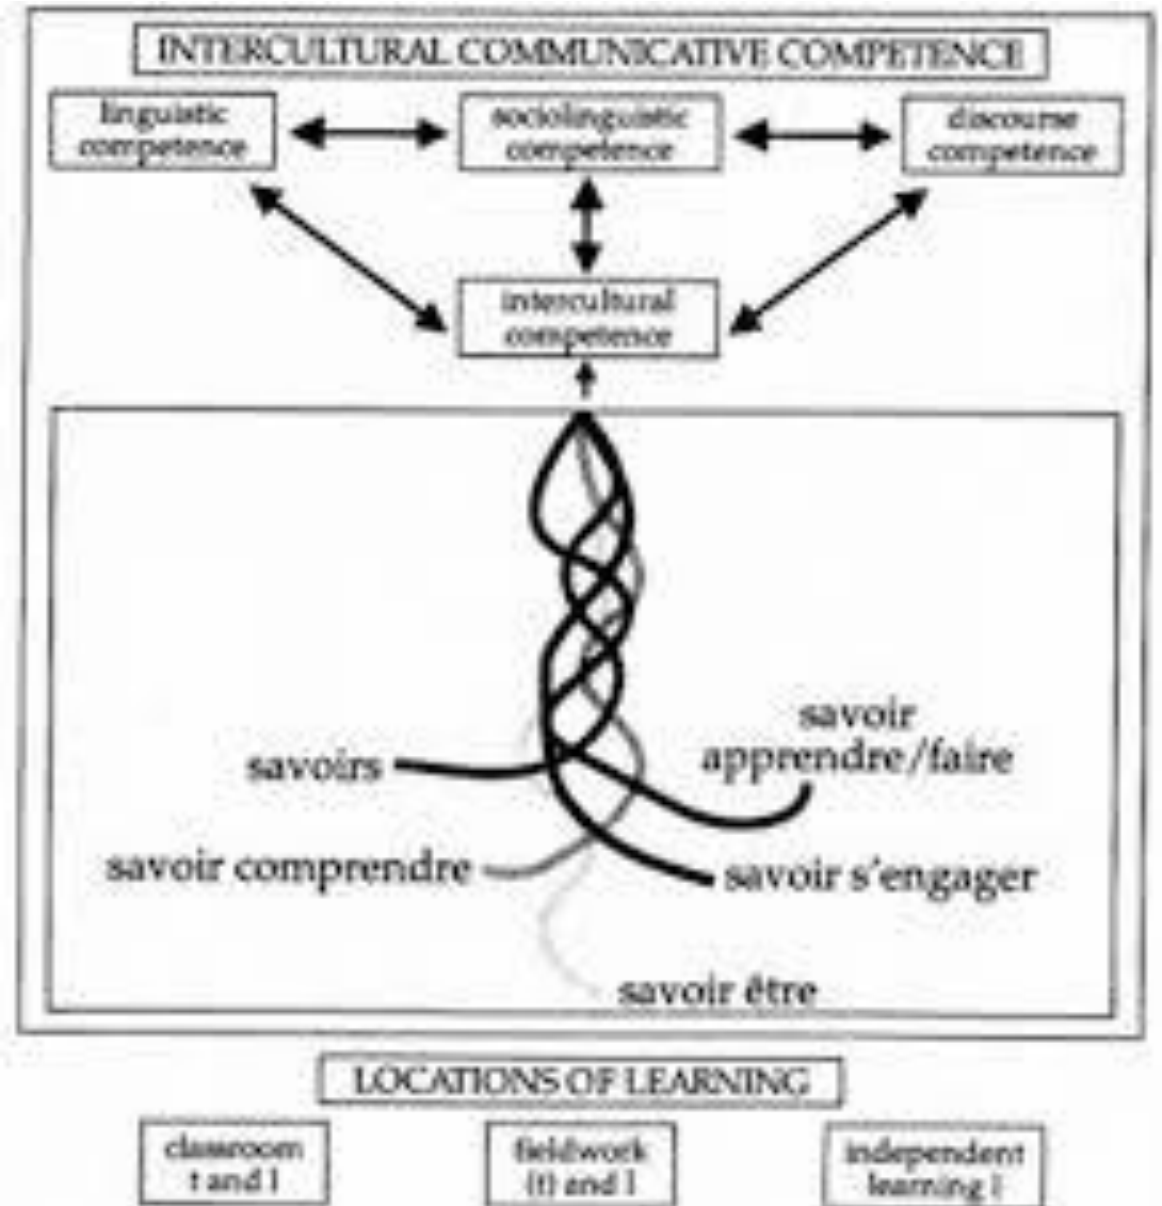 INTERCULTURAL COMMUNICATIVE COMPETENCE
linguistic
competence
sociolinguistic
competence
discourse
competence
intercultural
competence
savoir
apprendre/faire
savoirs
savoir comprendre
savoir s'engager
savoir être
LOCATIONS OF LEARNING
classroom
t and l
fieldwork
(t) and l
independent
learning l